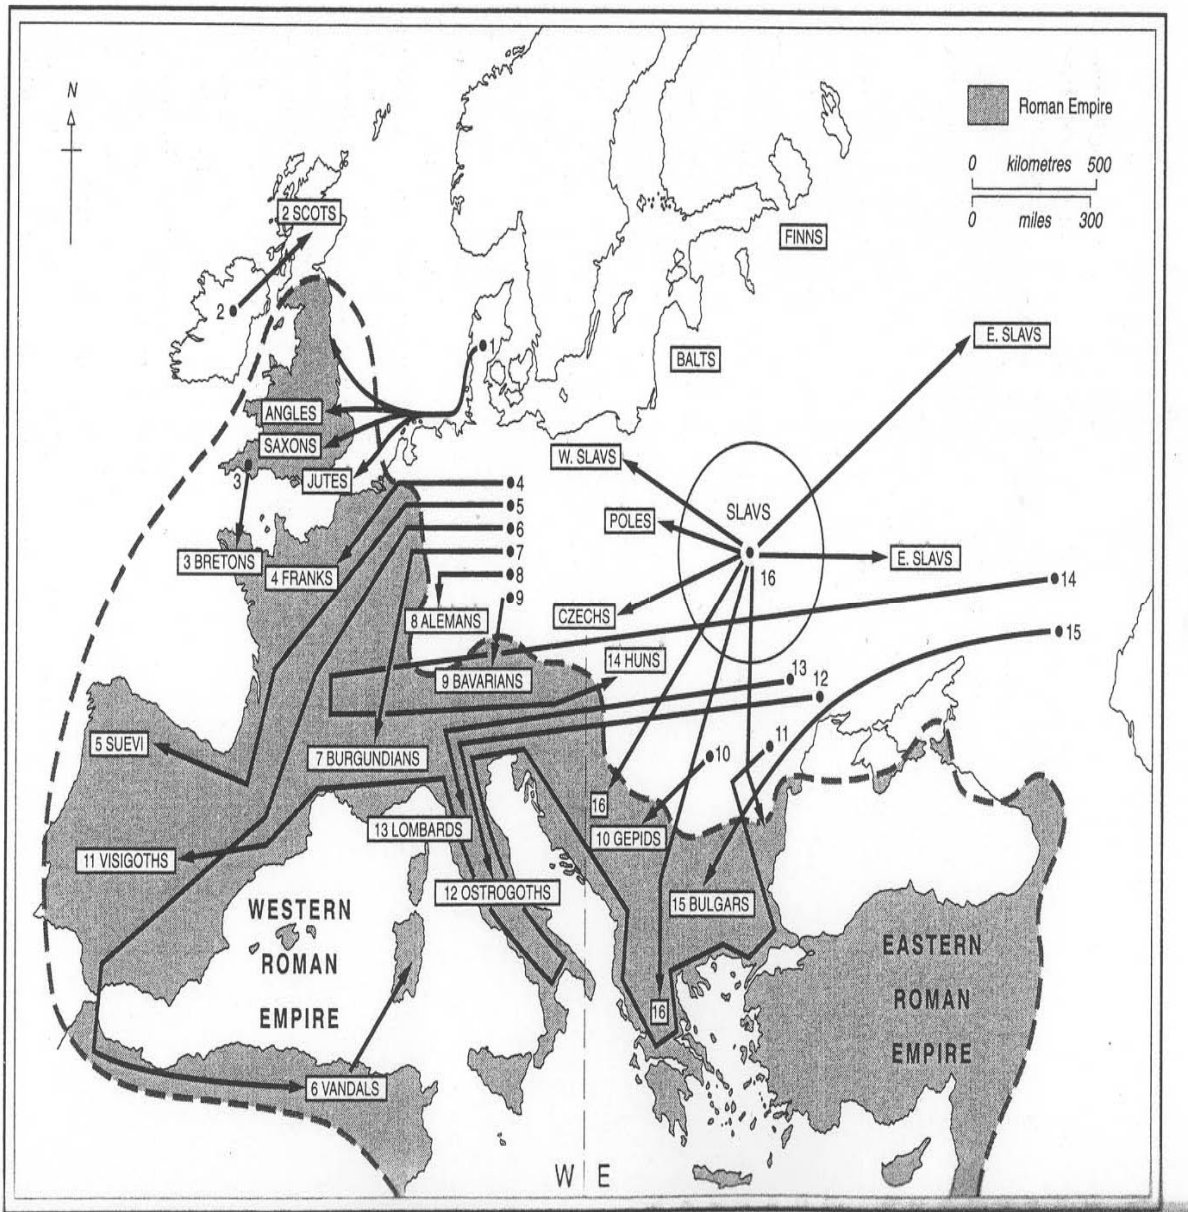 N
Roman Empire
0 kilometres 500
0 miles 300
2 SCOTS
FINNS
2
1
E. SLAVS
BALTS
ANGLES
SAXONS
W. SLAVS
3
JUTES
4
5
SLAVS
POLES
6
3 BRETONS
7
E. SLAVS
4 FRANKS
8
16
14
9
8 ALEMANS
CZECHS
15
14 HUNS
13
9 BAVARIANS
12
5 SUEVI
11
7 BURGUNDIANS
10
16
13 LOMBARDS
10 GEPIDS
11 VISIGOTHS
12 OSTROGOTHS
15 BULGARS
WESTERN
ROMAN
EMPIRE
EASTERN
ROMAN
EMPIRE
16
6 VANDALS
W E